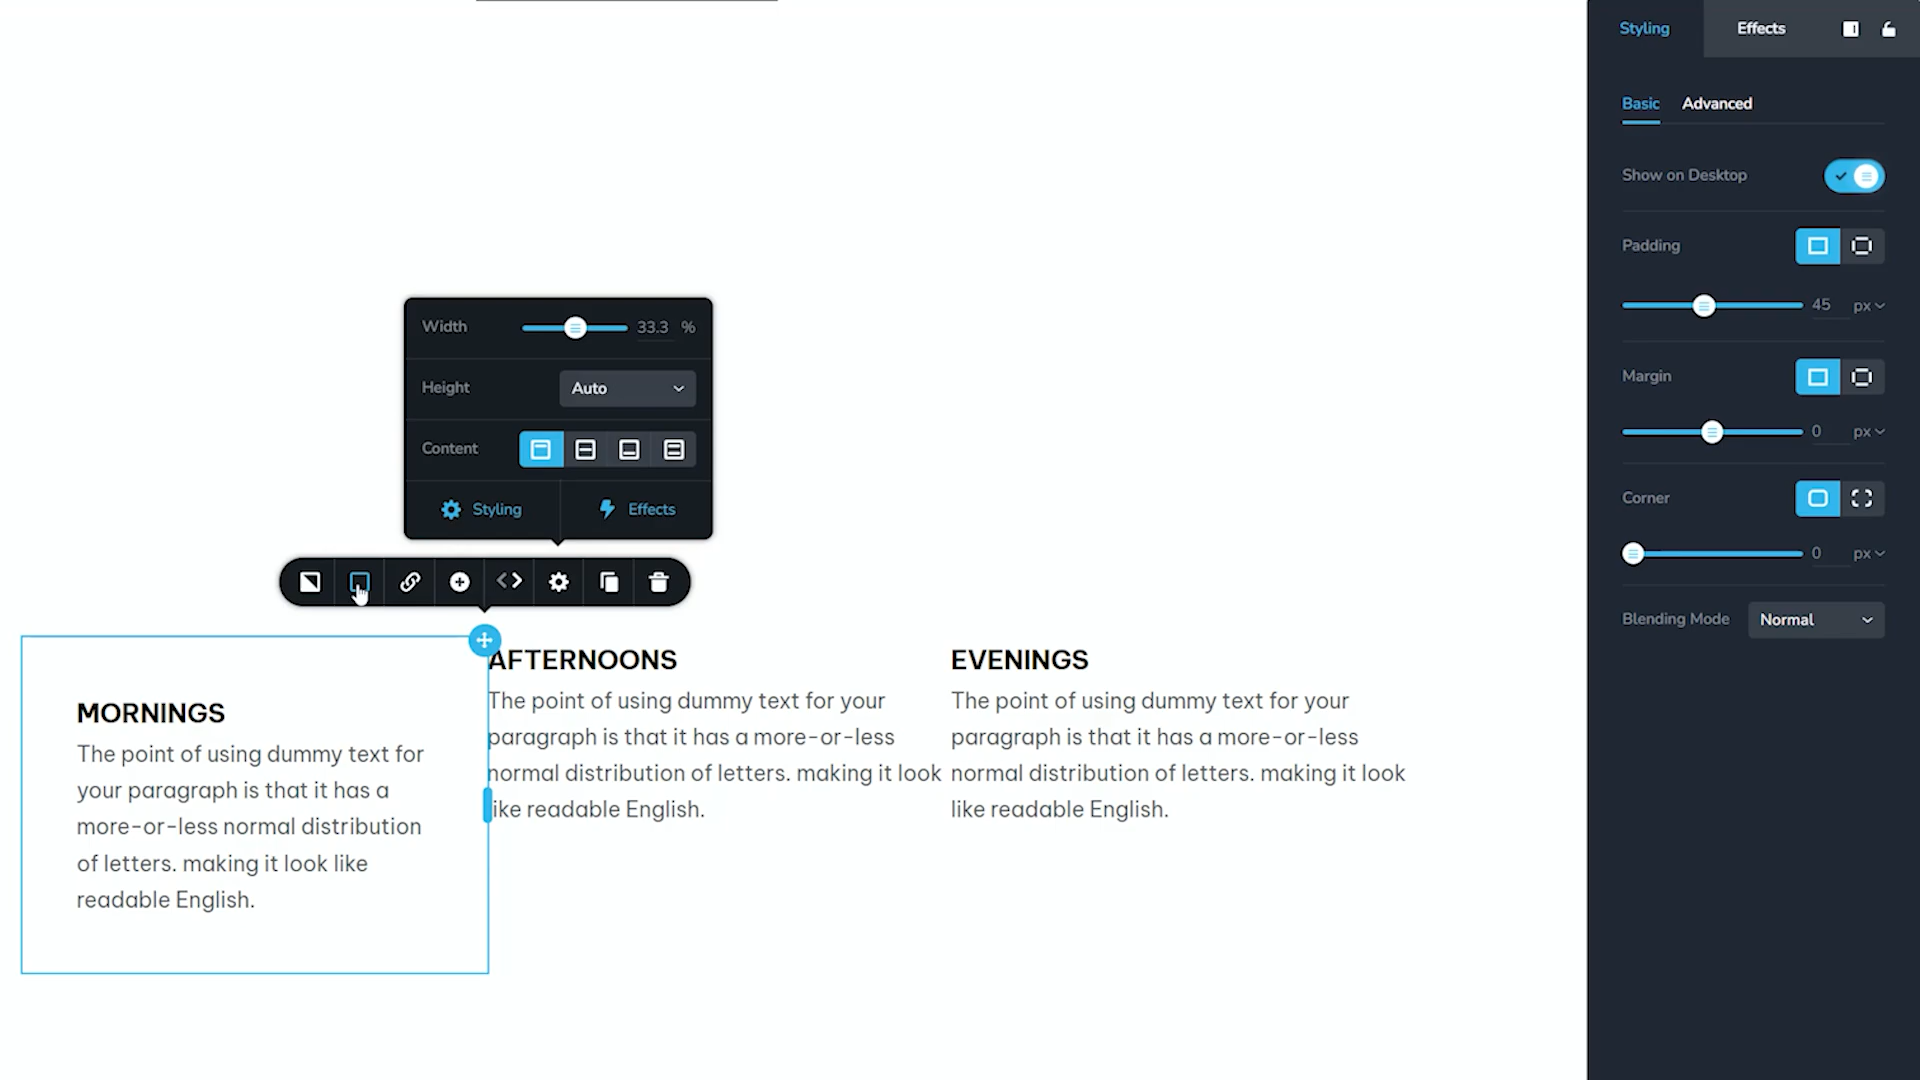 Styling
Effects
Basic
Advanced
Show on Desktop
Padding
45
px
Margin
0
px
Corner
0
px
Blending Mode
Normal
Width
33.3
%
Height
Auto
Content
Styling
Effects
MORNINGS
The point of using dummy text for
your paragraph is that it has a
more-or-less normal distribution
of letters. making it look like
readable English.
AFTERNOONS
The point of using dummy text for your
paragraph is that it has a more-or-less
normal distribution of letters. making it look
like readable English.
EVENINGS
The point of using dummy text for your
paragraph is that it has a more-or-less
normal distribution of letters. making it look
like readable English.